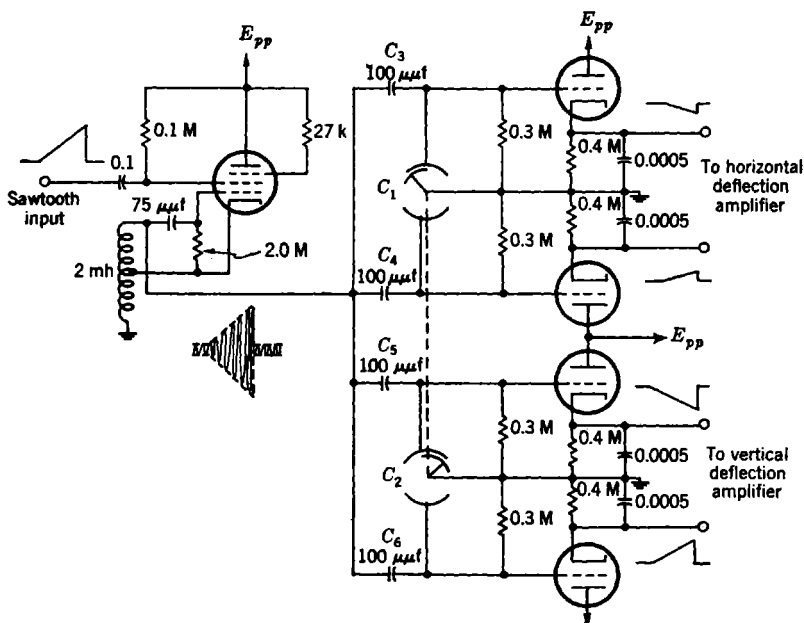 E_pp
E_pp
C_3
100 μμf
0.1 M
27 k
0.1
Sawtooth
input
75 μμf
2.0 M
2 mh
C_1
0.3 M
0.4 M
0.0005
0.4 M
0.0005
To horizontal
deflection
amplifier
C_4
100 μμf
0.3 M
E_pp
C_5
100 μμf
0.3 M
0.4 M
0.0005
0.4 M
0.0005
To vertical
deflection
amplifier
C_2
0.3 M
C_6
100 μμf